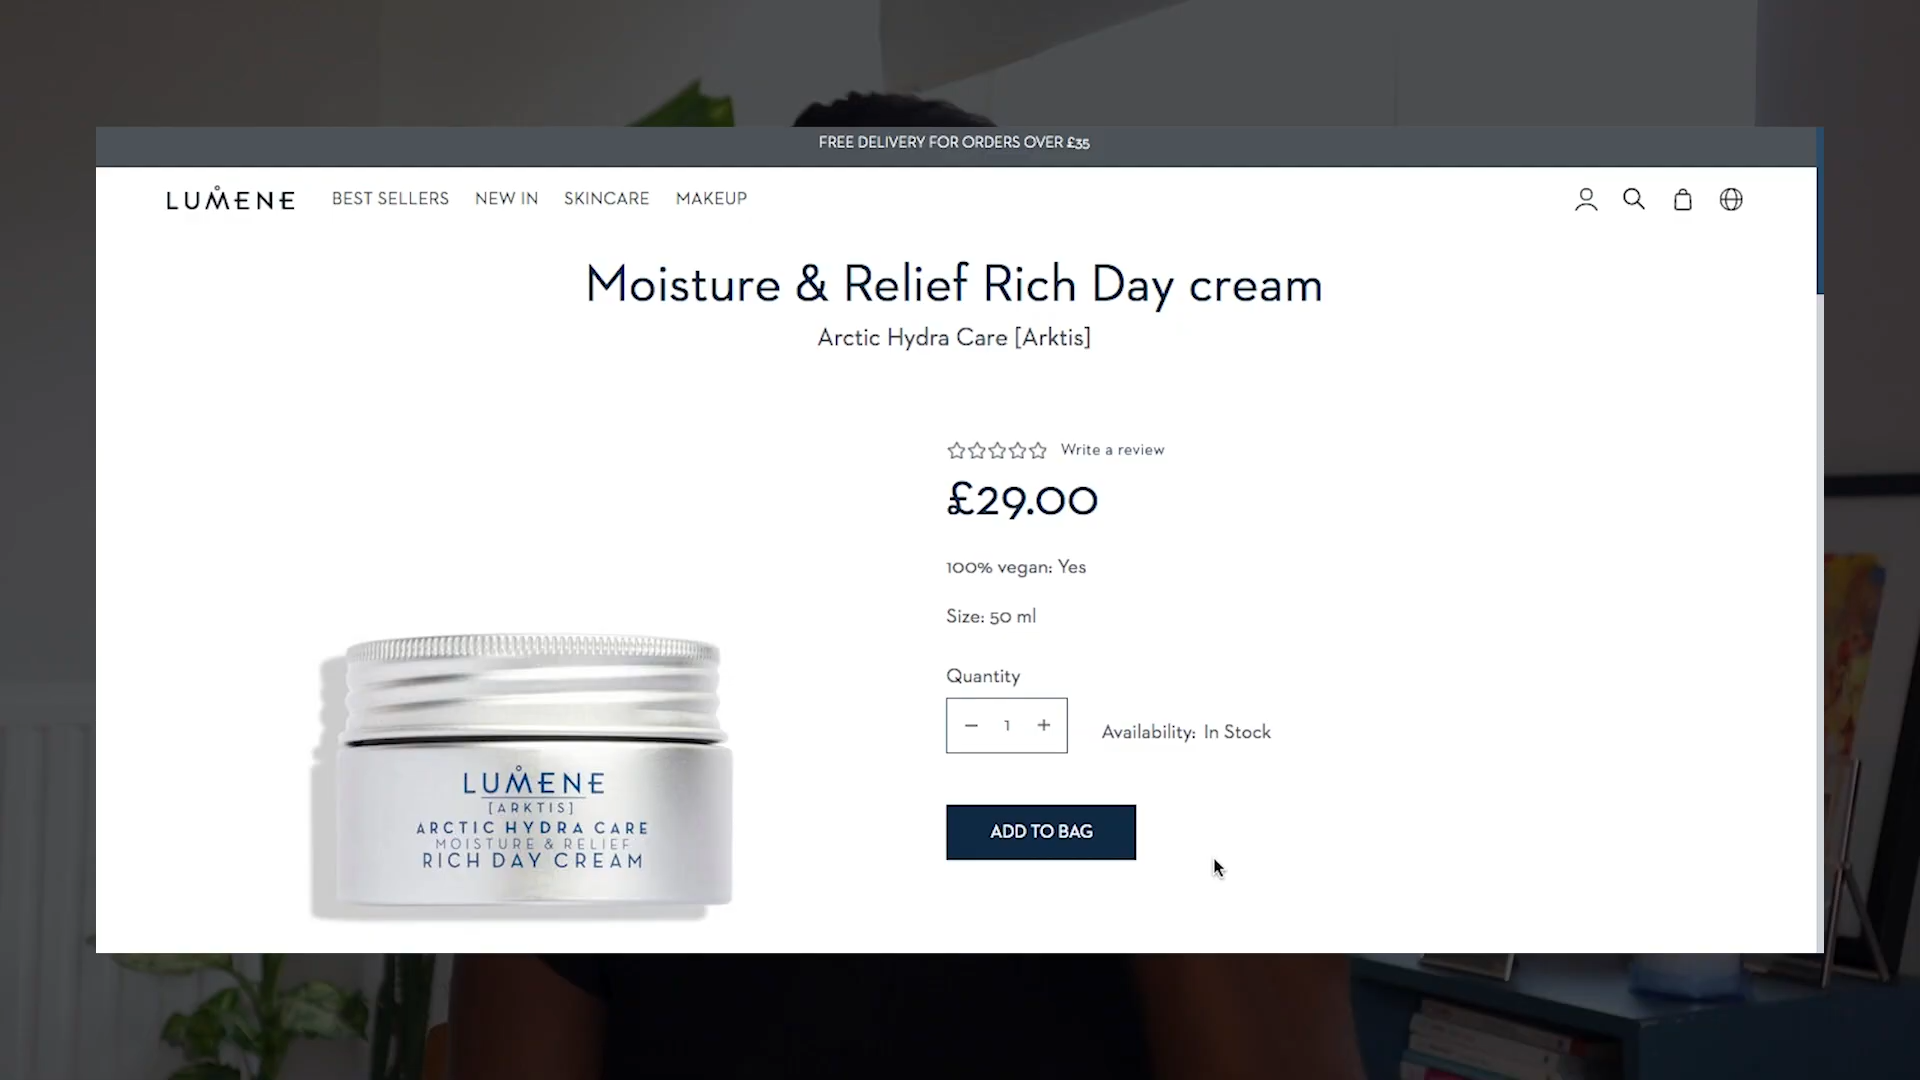 FREE DELIVERY FOR ORDERS OVER £35
LUMENE BEST SELLERS NEW IN SKINCARE MAKEUP
Moisture & Relief Rich Day cream
Arctic Hydra Care [Arktis]
Write a review
£29.00
100% vegan: Yes
Size: 50 ml
Quantity
− 1 +
Availability: In Stock
ADD TO BAG
LUMENE
[ARKTIS]
ARCTIC HYDRA CARE
MOISTURE & RELIEF
RICH DAY CREAM